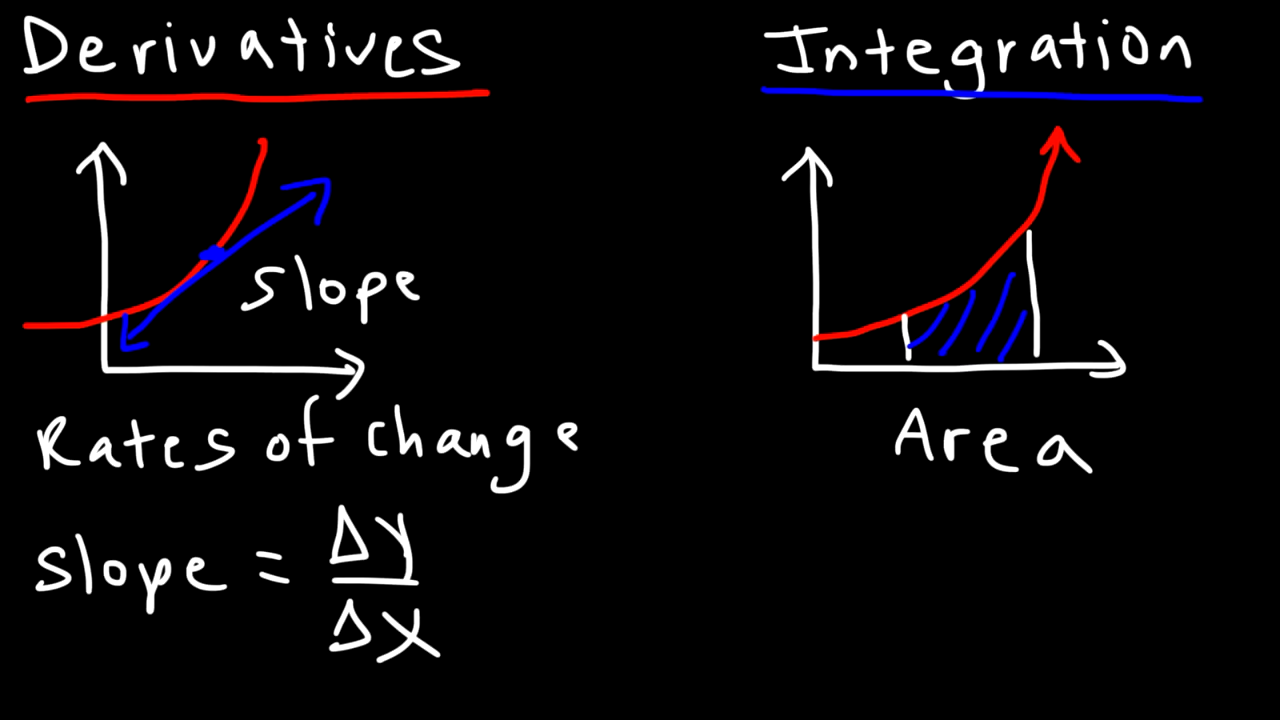 Derivatives
slope
Rates of change
slope = Δy/Δx
Integration
Area